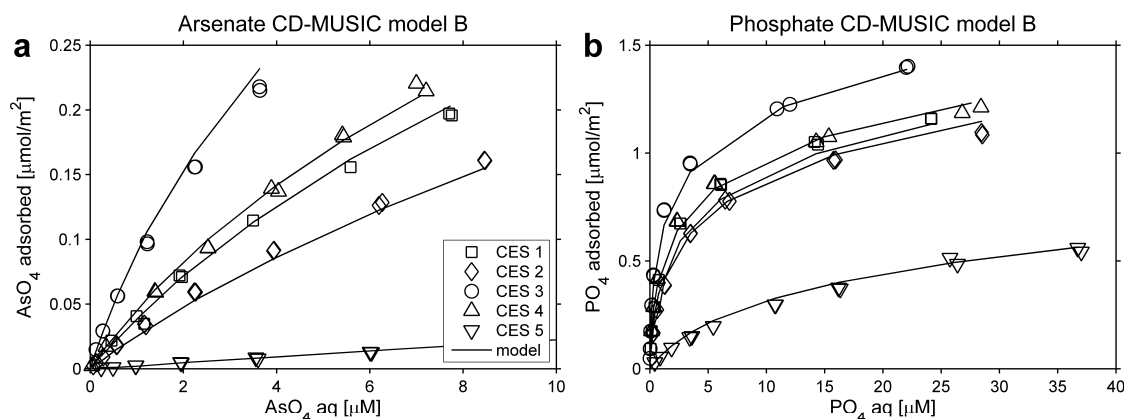 Arsenate CD-MUSIC model B
a
AsO4 adsorbed [μmol/m²]
0.25
0.2
0.15
0.1
0.05
0
0 2 4 6 8 10
AsO4 aq [μM]
CES 1
CES 2
CES 3
CES 4
CES 5
model
Phosphate CD-MUSIC model B
b
PO4 adsorbed [μmol/m²]
1.5
1
0.5
0
0 5 10 15 20 25 30 35 40
PO4 aq [μM]